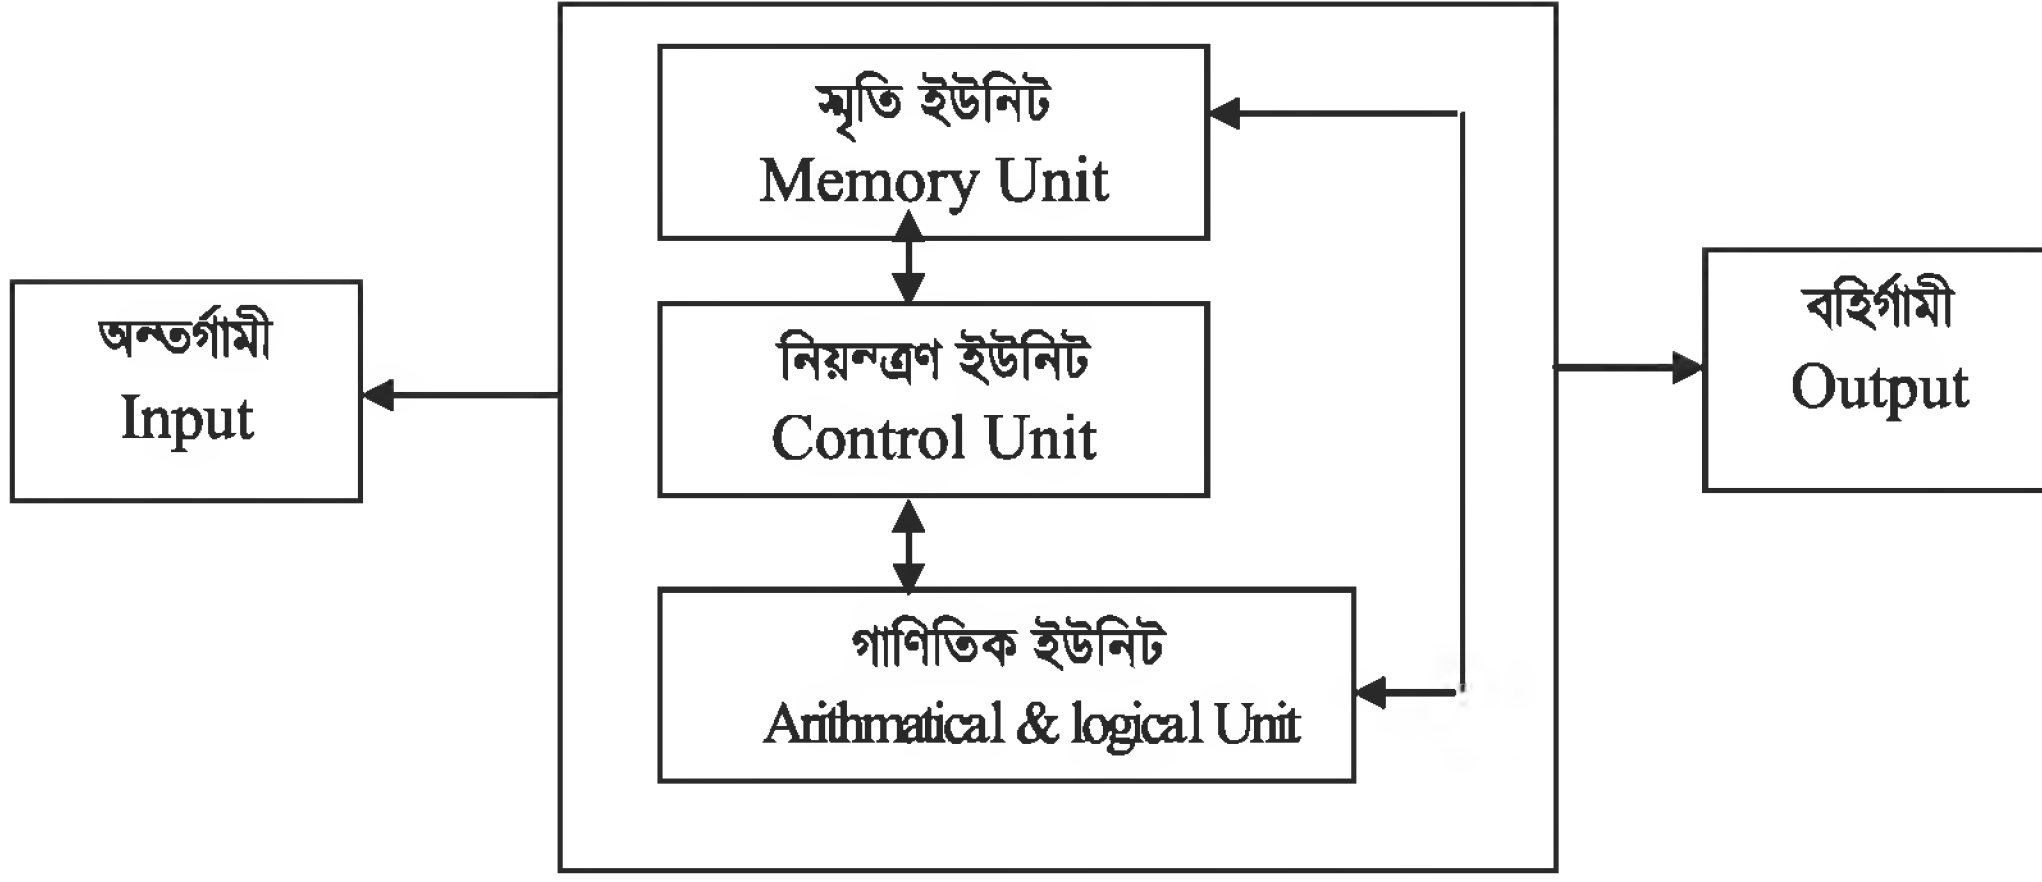 স্মৃতি ইউনিট
Memory Unit
অন্তর্গামী
Input
নিয়ন্ত্রণ ইউনিট
Control Unit
বহির্গামী
Output
গাণিতিক ইউনিট
Arithmatical & logical Unit